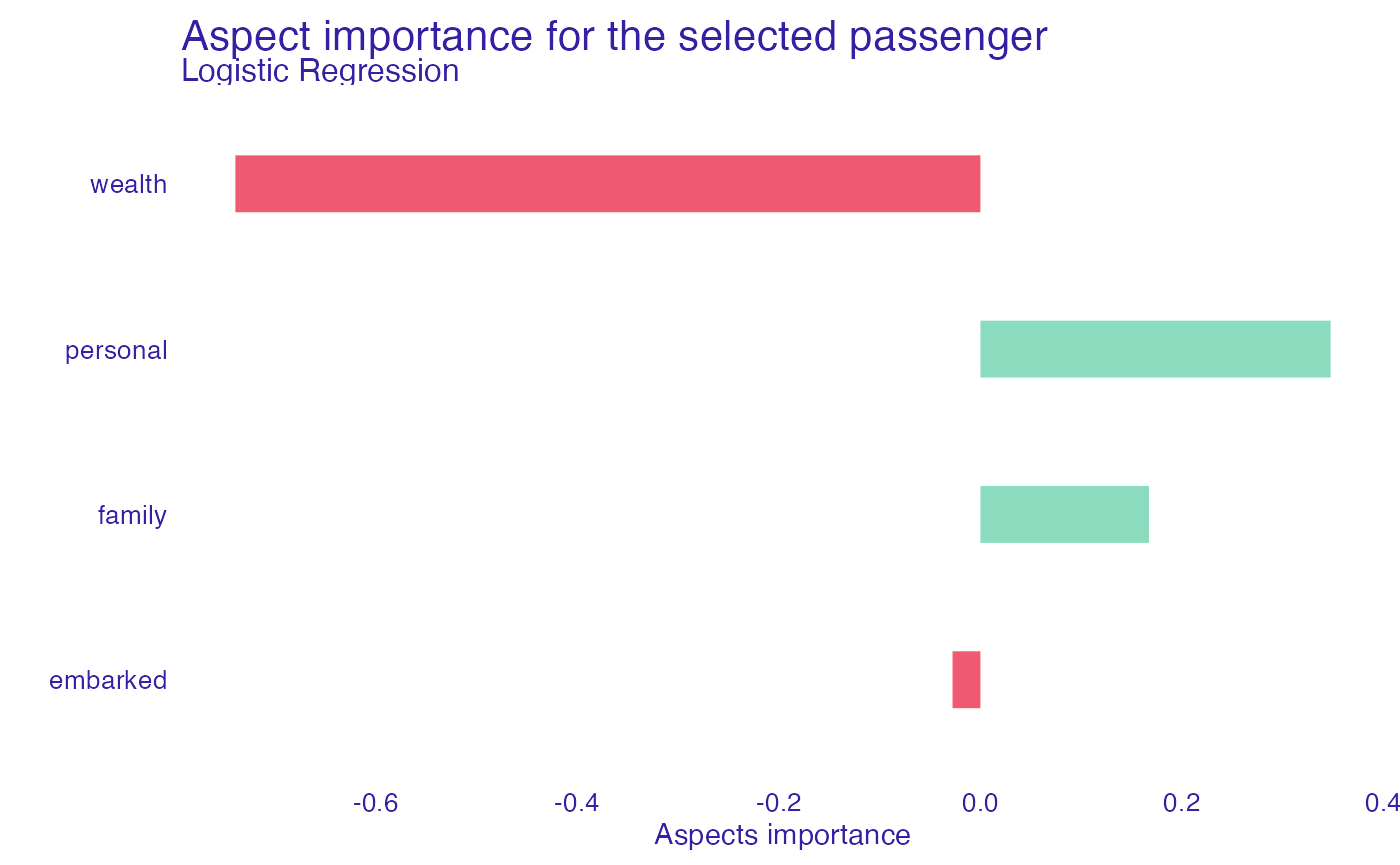 Aspect importance for the selected passenger
Logistic Regression
wealth
personal
family
embarked
-0.6 -0.4 -0.2 0.0 0.2 0.4
Aspects importance